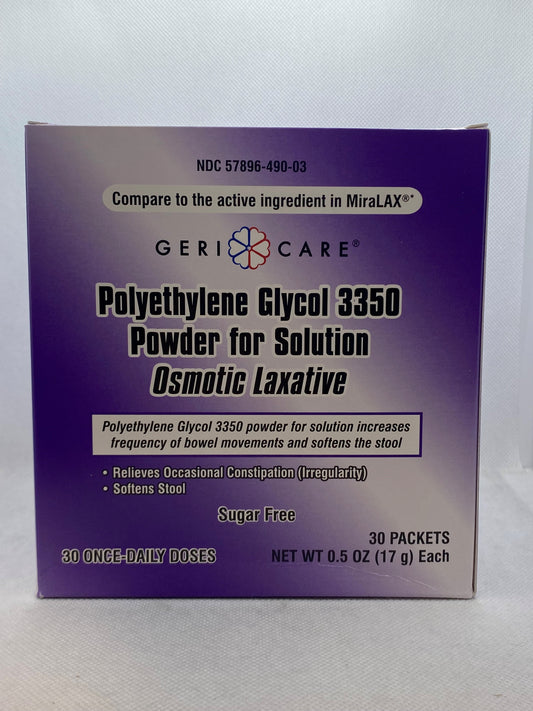 NDC 57896-490-03
Compare to the active ingredient in MiraLAX®*
GERI CARE®
Polyethylene Glycol 3350
Powder for Solution
Osmotic Laxative
Polyethylene Glycol 3350 powder for solution increases
frequency of bowel movements and softens the stool
• Relieves Occasional Constipation (Irregularity)
• Softens Stool
Sugar Free
30 PACKETS
30 ONCE-DAILY DOSES NET WT 0.5 OZ (17 g) Each